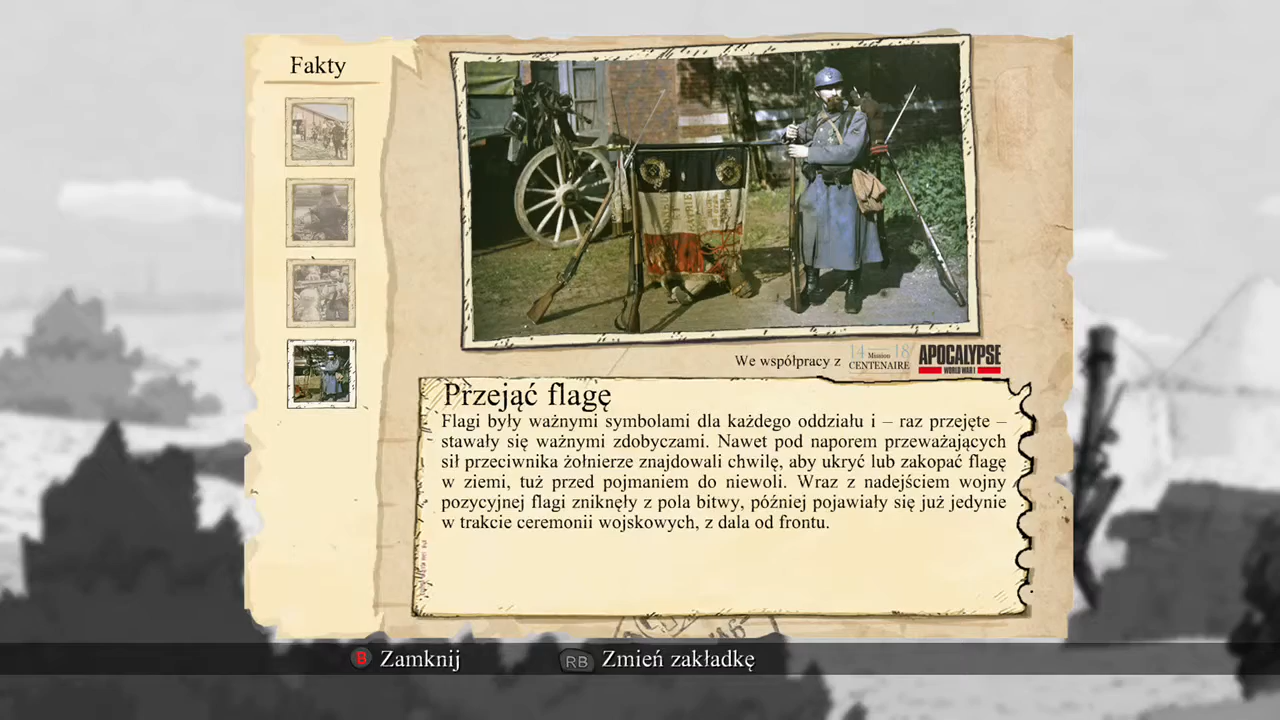 Fakty
We współpracy z
14 — 18
Mission
CENTENAIRE
APOCALYPSE
WORLD WAR I
Przejąć flagę
Flagi były ważnymi symbolami dla każdego oddziału i – raz przejęte –
stawały się ważnymi zdobyczami. Nawet pod naporem przeważających
sił przeciwnika żołnierze znajdowali chwilę, aby ukryć lub zakopać flagę
w ziemi, tuż przed pojmaniem do niewoli. Wraz z nadejściem wojny
pozycyjnej flagi zniknęły z pola bitwy, później pojawiały się już jedynie
w trakcie ceremonii wojskowych, z dala od frontu.
B Zamknij
RB Zmień zakładkę